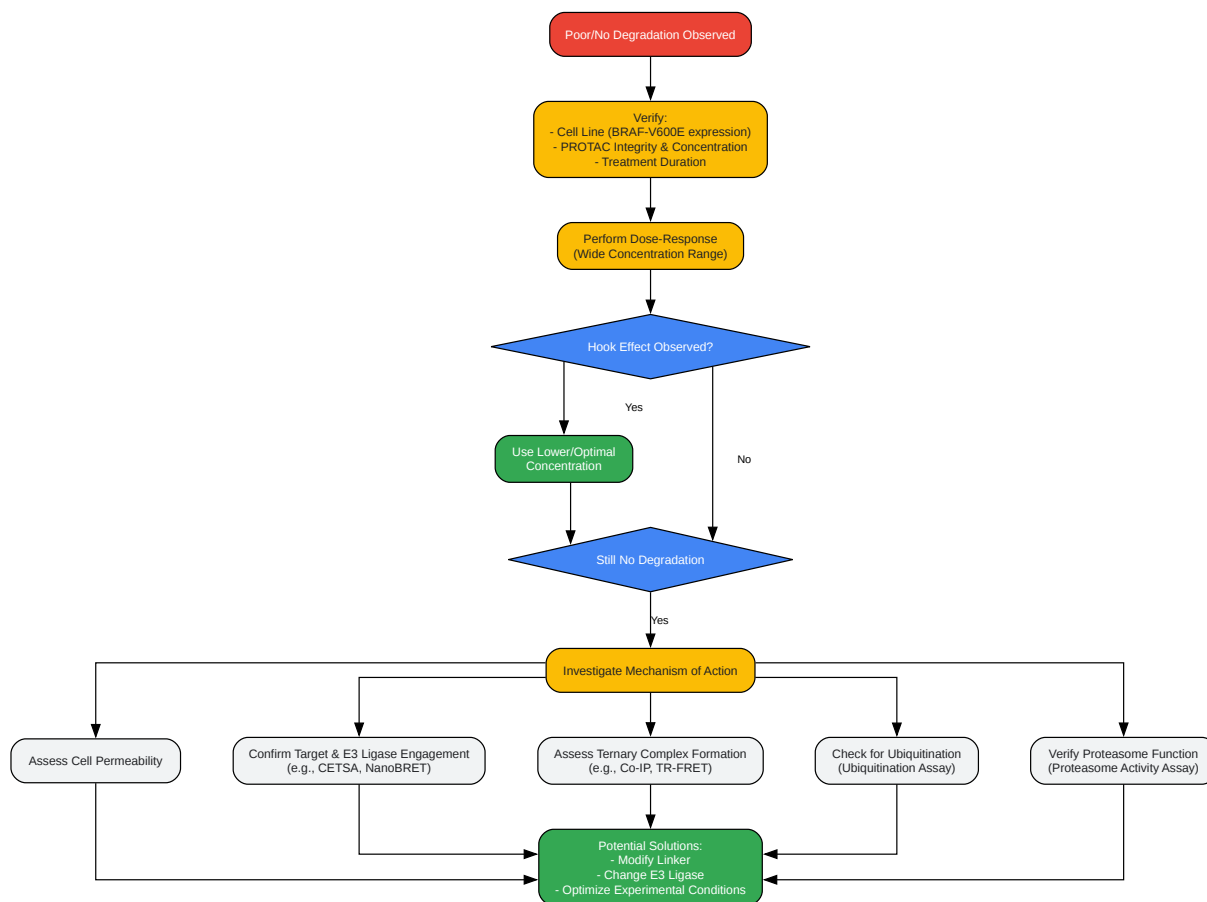 Poor/No Degradation Observed
Verify:
- Cell Line (BRAF-V600E expression)
- PROTAC Integrity & Concentration
- Treatment Duration
Perform Dose-Response
(Wide Concentration Range)
Hook Effect Observed?
Yes
Use Lower/Optimal
Concentration
No
Still No Degradation
Yes
Investigate Mechanism of Action
Assess Cell Permeability
Confirm Target & E3 Ligase Engagement
(e.g., CETSA, NanoBRET)
Assess Ternary Complex Formation
(e.g., Co-IP, TR-FRET)
Check for Ubiquitination
(Ubiquitination Assay)
Verify Proteasome Function
(Proteasome Activity Assay)
Potential Solutions:
- Modify Linker
- Change E3 Ligase
- Optimize Experimental Conditions